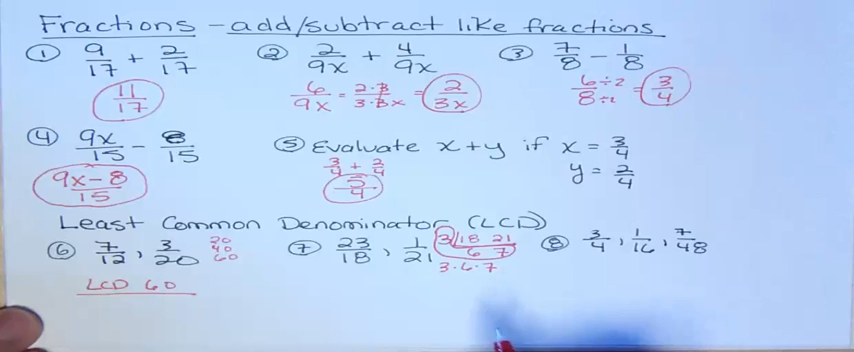 Fractions - add/subtract like fractions
① 9/17 + 2/17 ② 2/9x + 4/9x ③ 7/8 - 1/8
11/17 6/9x = 2·3/3·3x = 2/3x 6÷2/8÷2 = 3/4
④ 9x/15 - 8/15 ⑤ Evaluate x+y if x = 3/4
y = 2/4
9x-8/15 3/4 + 2/4
5/4
Least Common Denominator (LCD)
⑥ 7/12, 3/20 20 40 60 ⑦ 23/18, 1/21 3 18 21 ⑧ 3/4, 1/16, 7/48
6 7
LCD 60 3·6·7